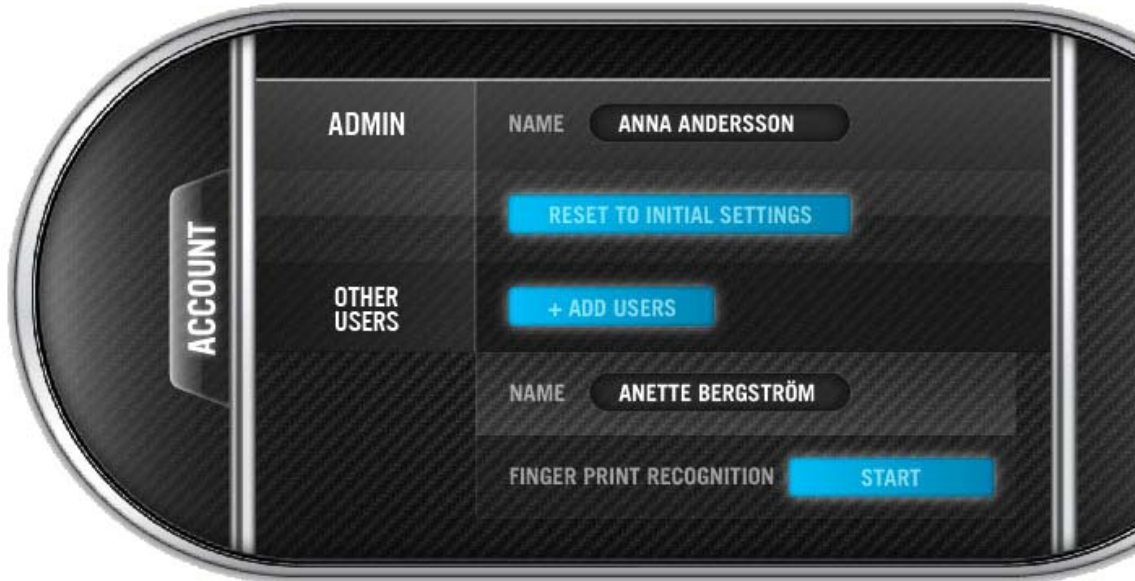 ACCOUNT
ADMIN
NAME ANNA ANDERSSON
RESET TO INITIAL SETTINGS
OTHER
USERS
+ ADD USERS
NAME ANETTE BERGSTRÖM
FINGER PRINT RECOGNITION START